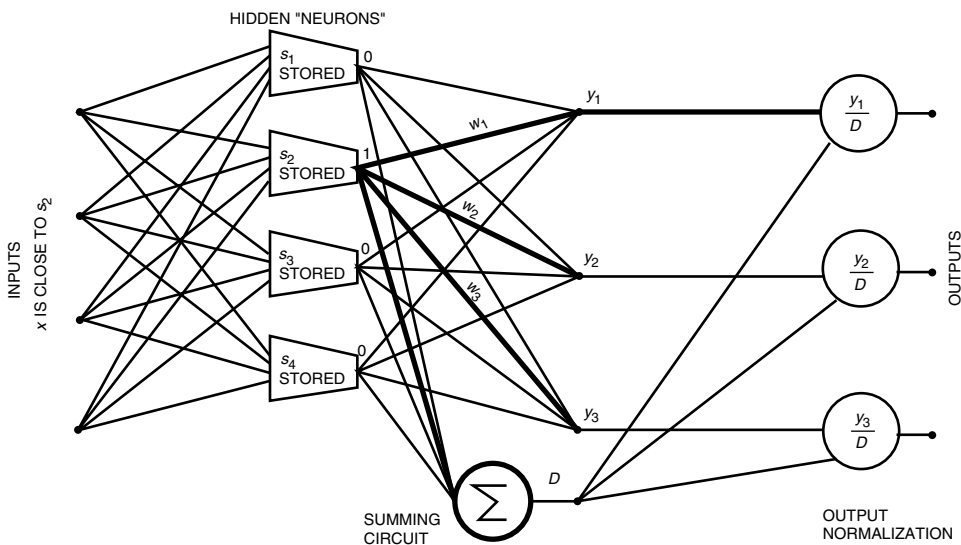 HIDDEN "NEURONS"
s1
STORED
0
s2
STORED
1
s3
STORED
0
s4
STORED
0
INPUTS
x IS CLOSE TO s2
w1
w2
w3
y1
y2
y3
D
Σ
SUMMING
CIRCUIT
y1
D
y2
D
y3
D
OUTPUTS
OUTPUT
NORMALIZATION